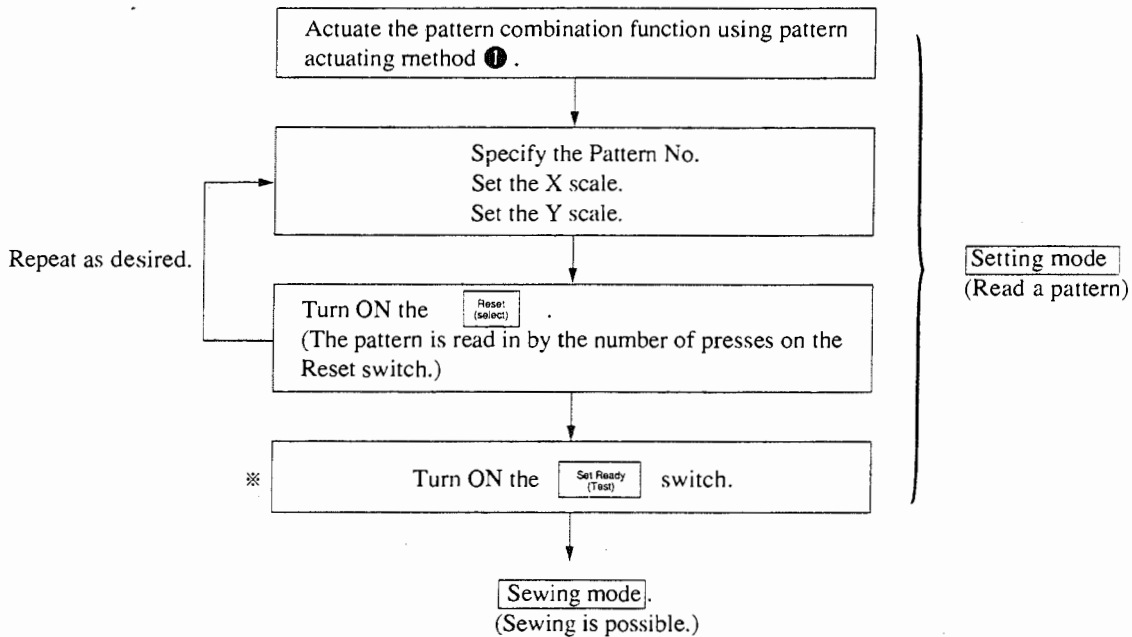 Actuate the pattern combination function using pattern
actuating method ❶ .
Specify the Pattern No.
Set the X scale.
Set the Y scale.
Repeat as desired.
Setting mode
(Read a pattern)
Turn ON the Reset (select) .
(The pattern is read in by the number of presses on the
Reset switch.)
※ Turn ON the Set Ready (Test) switch.
Sewing mode.
(Sewing is possible.)